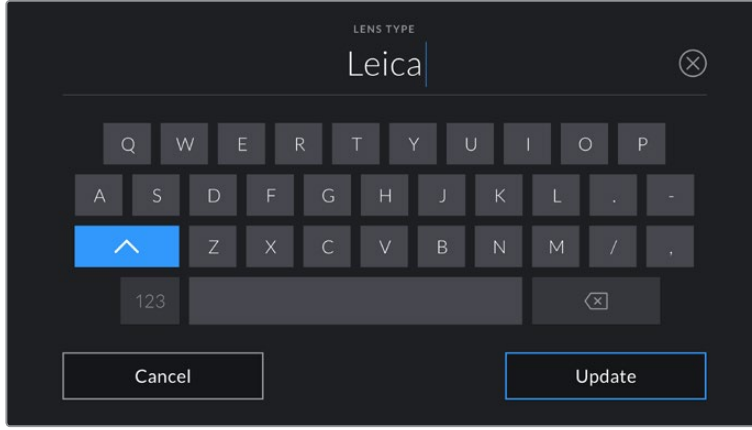 LENS TYPE
Leica
Q W E R T Y U I O P
A S D F G H J K L . -
Z X C V B N M / ,
123
Cancel Update